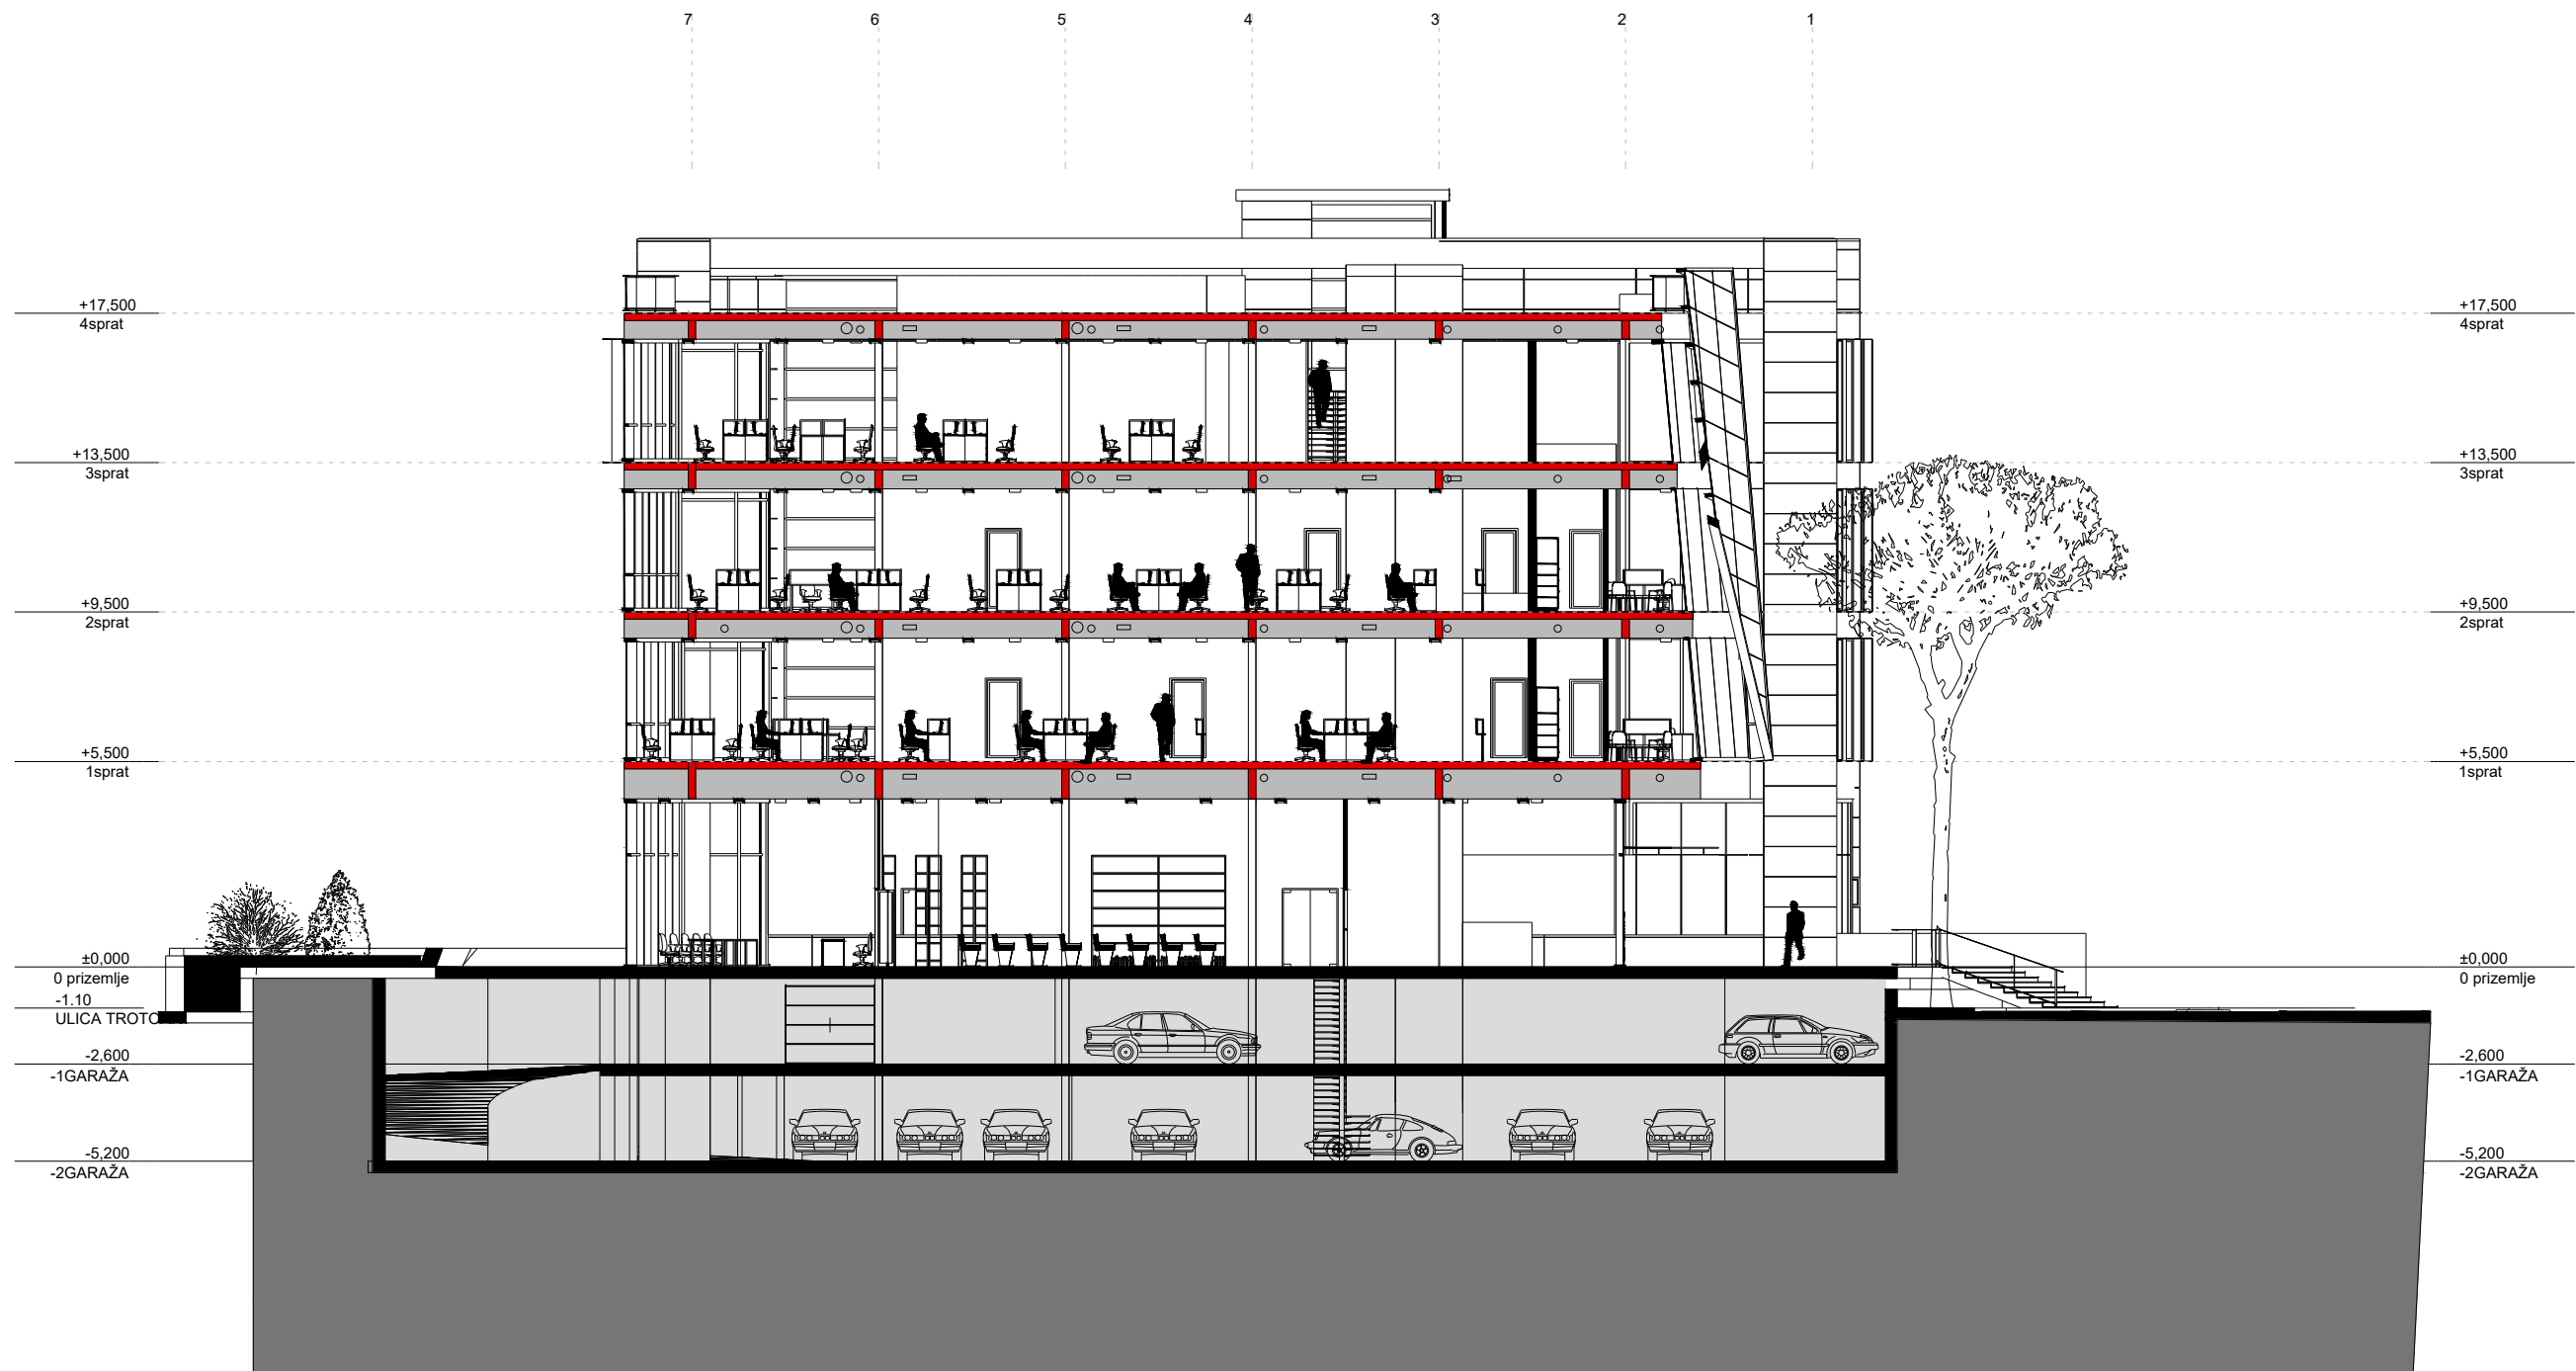 7 6 5 4 3 2 1
+17,500 +17,500
4sprat 4sprat
+13,500 +13,500
3sprat 3sprat
+9,500 +9,500
2sprat 2sprat
+5,500 +5,500
1sprat 1sprat
±0,000 ±0,000
0 prizemlje 0 prizemlje
-1.10
ULICA
-2,600 -2,600
-1GARAŽA -1GARAŽA
-5,200 -5,200
-2GARAŽA -2GARAŽA